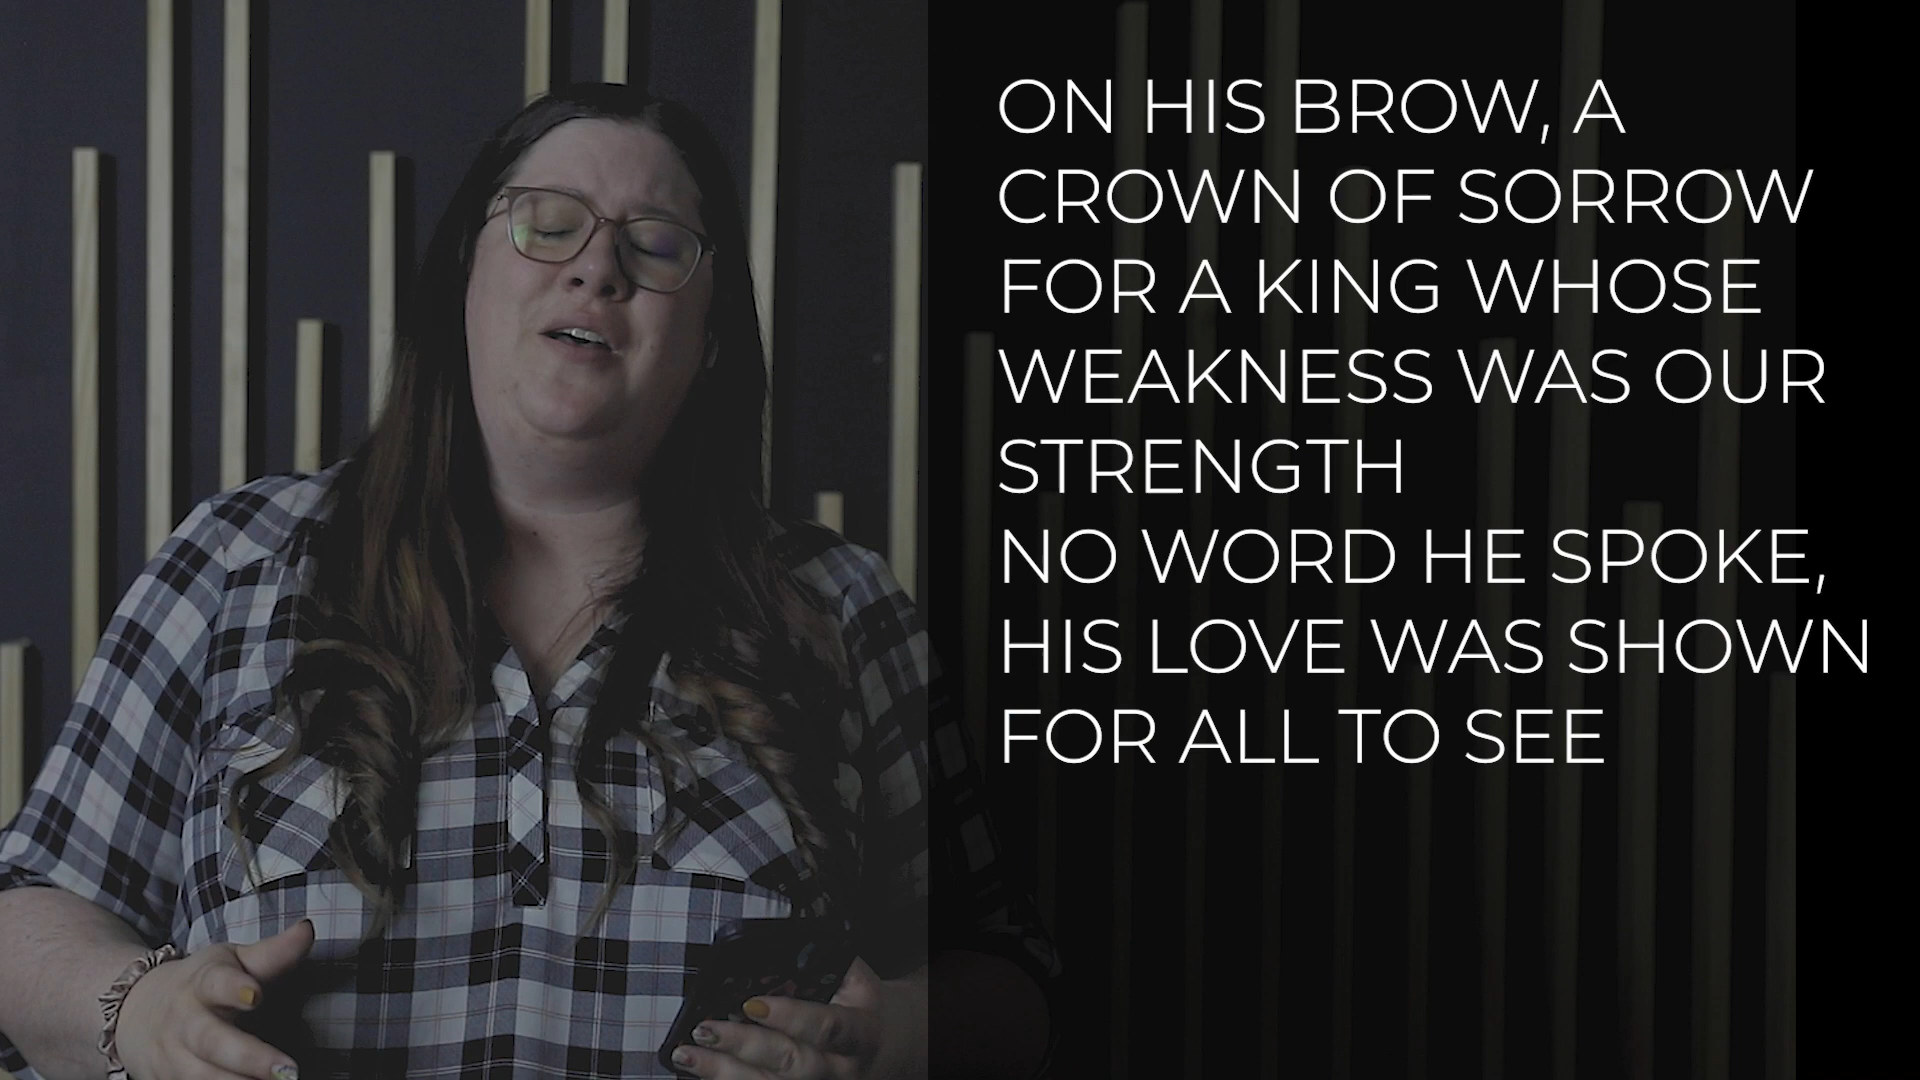 ON HIS BROW, A
CROWN OF SORROW
FOR A KING WHOSE
WEAKNESS WAS OUR
STRENGTH
NO WORD HE SPOKE,
HIS LOVE WAS SHOWN
FOR ALL TO SEE